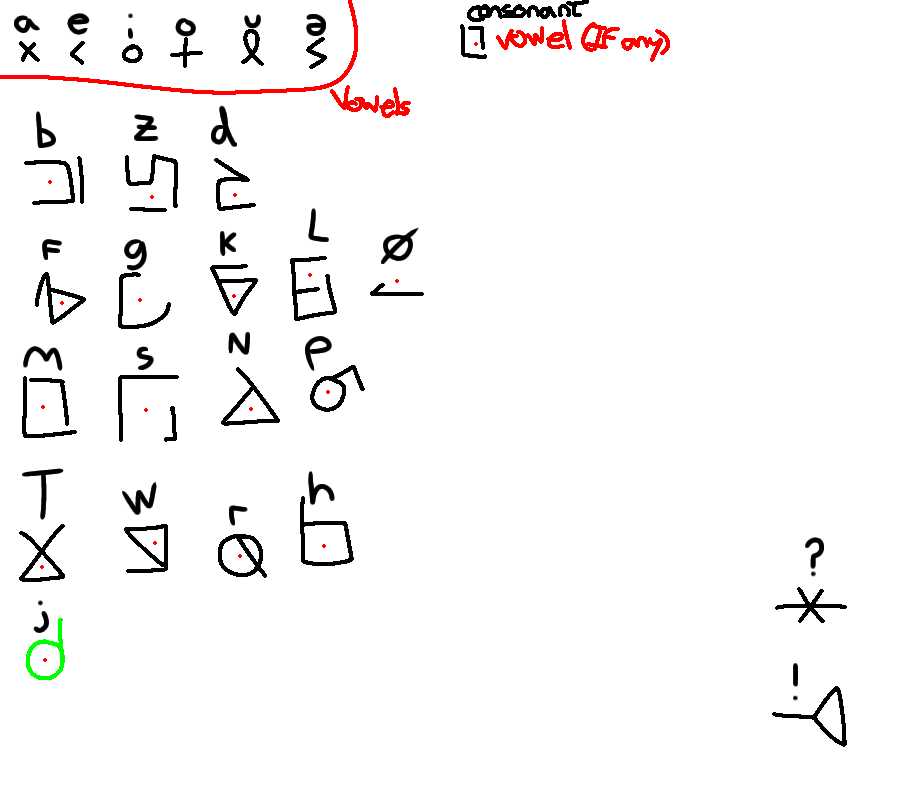 a e i o u ə
consonant
vowel (IF any)
Vowels
b z d
F g K L Ø
m s N P
T W r h
j
?
!